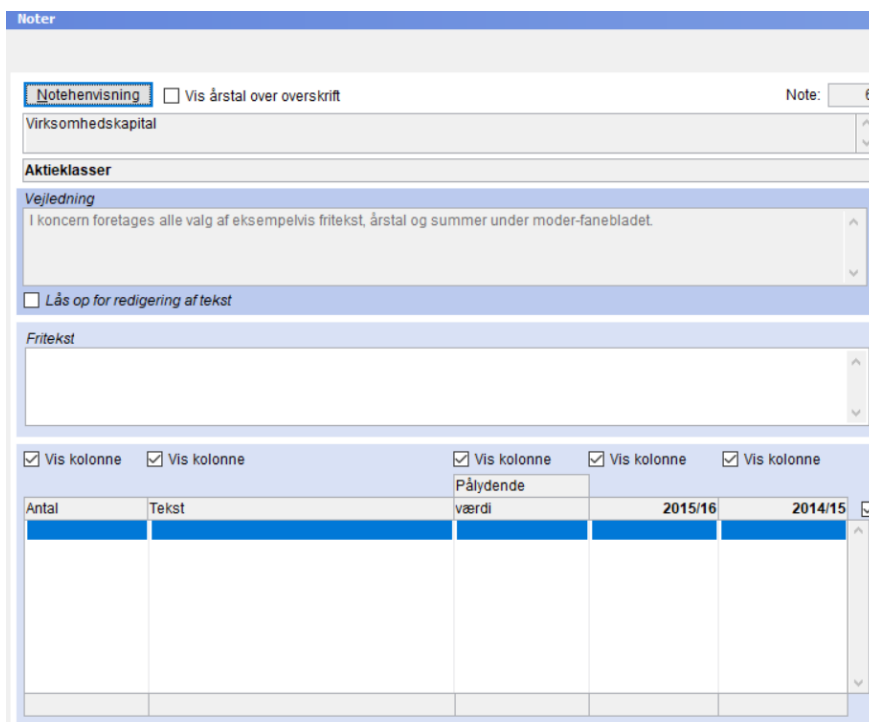 Noter
Notehenvisning Vis årstal over overskrift Note: 6
Virksomhedskapital
Aktieklasser
Vejledning
I koncern foretages alle valg af eksempelvis fritekst, årstal og summer under moder-fanebladet.
Lås op for redigering af tekst
Fritekst
Vis kolonne Vis kolonne Vis kolonne Vis kolonne Vis kolonne
Pålydende
Antal Tekst værdi 2015/16 2014/15